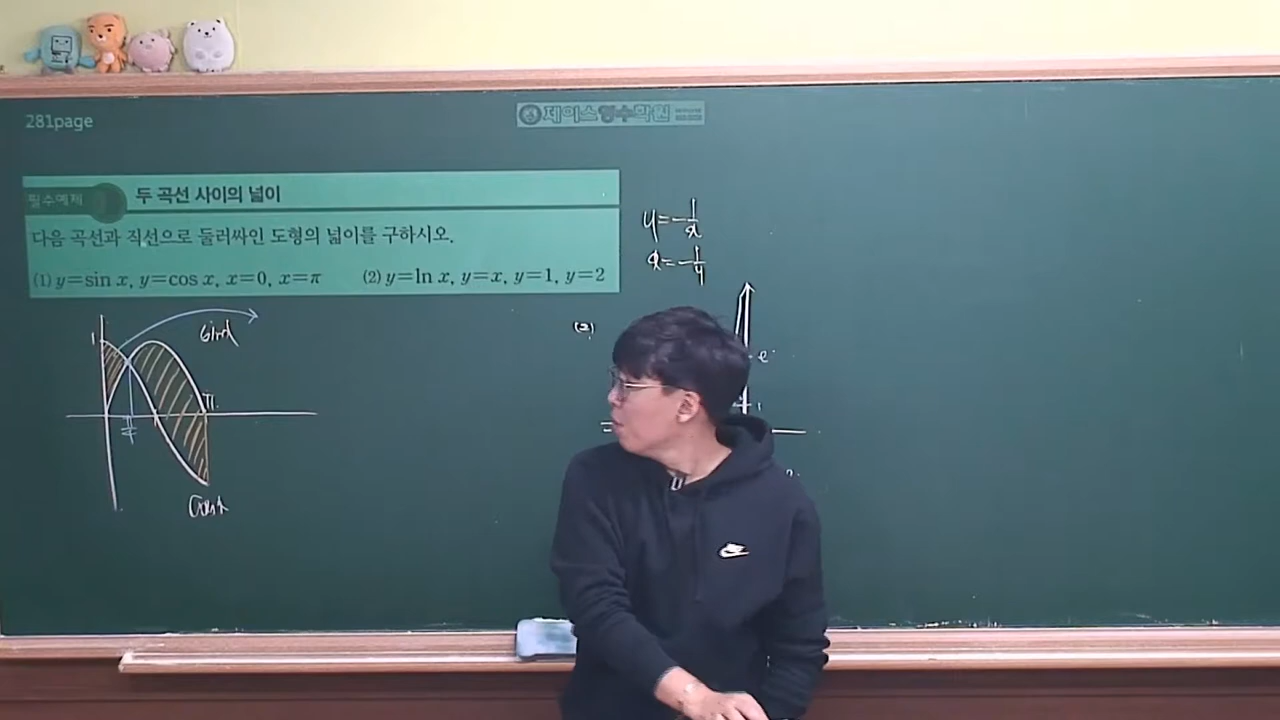 281page
제이스영수학원
필수예제
두 곡선 사이의 넓이
다음 곡선과 직선으로 둘러싸인 도형의 넓이를 구하시오.
(1) y=sin x, y=cos x, x=0, x=π (2) y=ln x, y=x, y=1, y=2
y=-1/x
x=-1/y
1
sinx
π
π/4
cosx
(2)
e
1
2